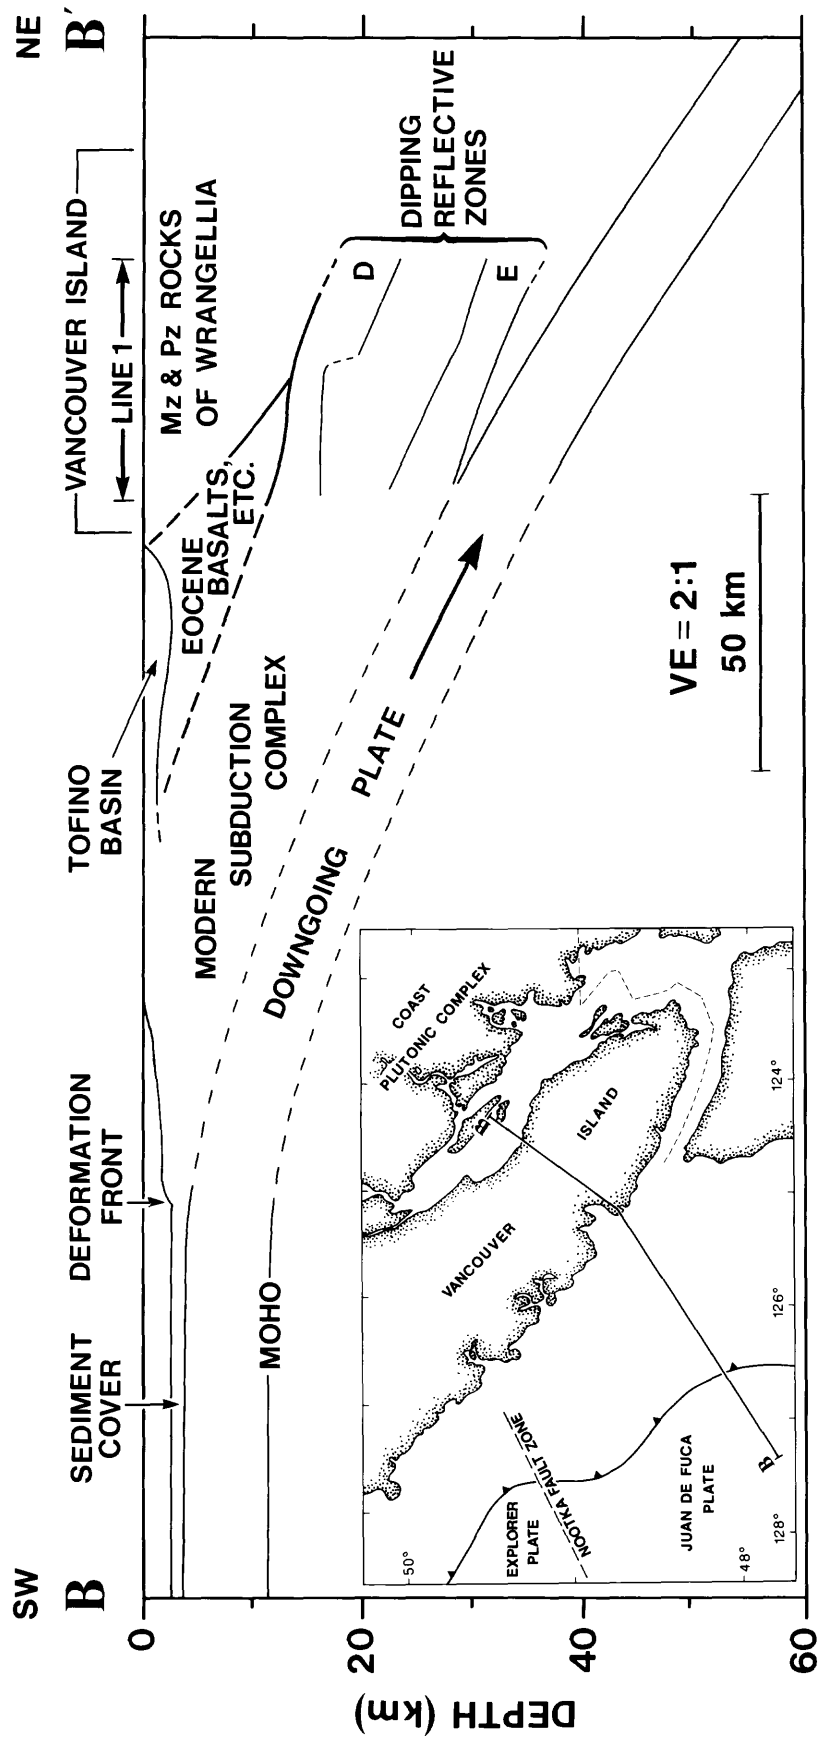 SW
NE
B
B′
SEDIMENT
COVER
DEFORMATION
FRONT
TOFINO
BASIN
VANCOUVER ISLAND
LINE 1
Mz & Pz ROCKS
OF WRANGELLIA
EOCENE
BASALTS,
ETC.
MODERN
SUBDUCTION
COMPLEX
DOWNGOING PLATE
MOHO
D
E
DIPPING
REFLECTIVE
ZONES
0
20
40
60
DEPTH (km)
VE = 2:1
50 km
COAST
PLUTONIC COMPLEX
VANCOUVER
ISLAND
EXPLORER
PLATE
NOOTKA FAULT ZONE
JUAN DE FUCA
PLATE
B
B′
50°
48°
128°
126°
124°